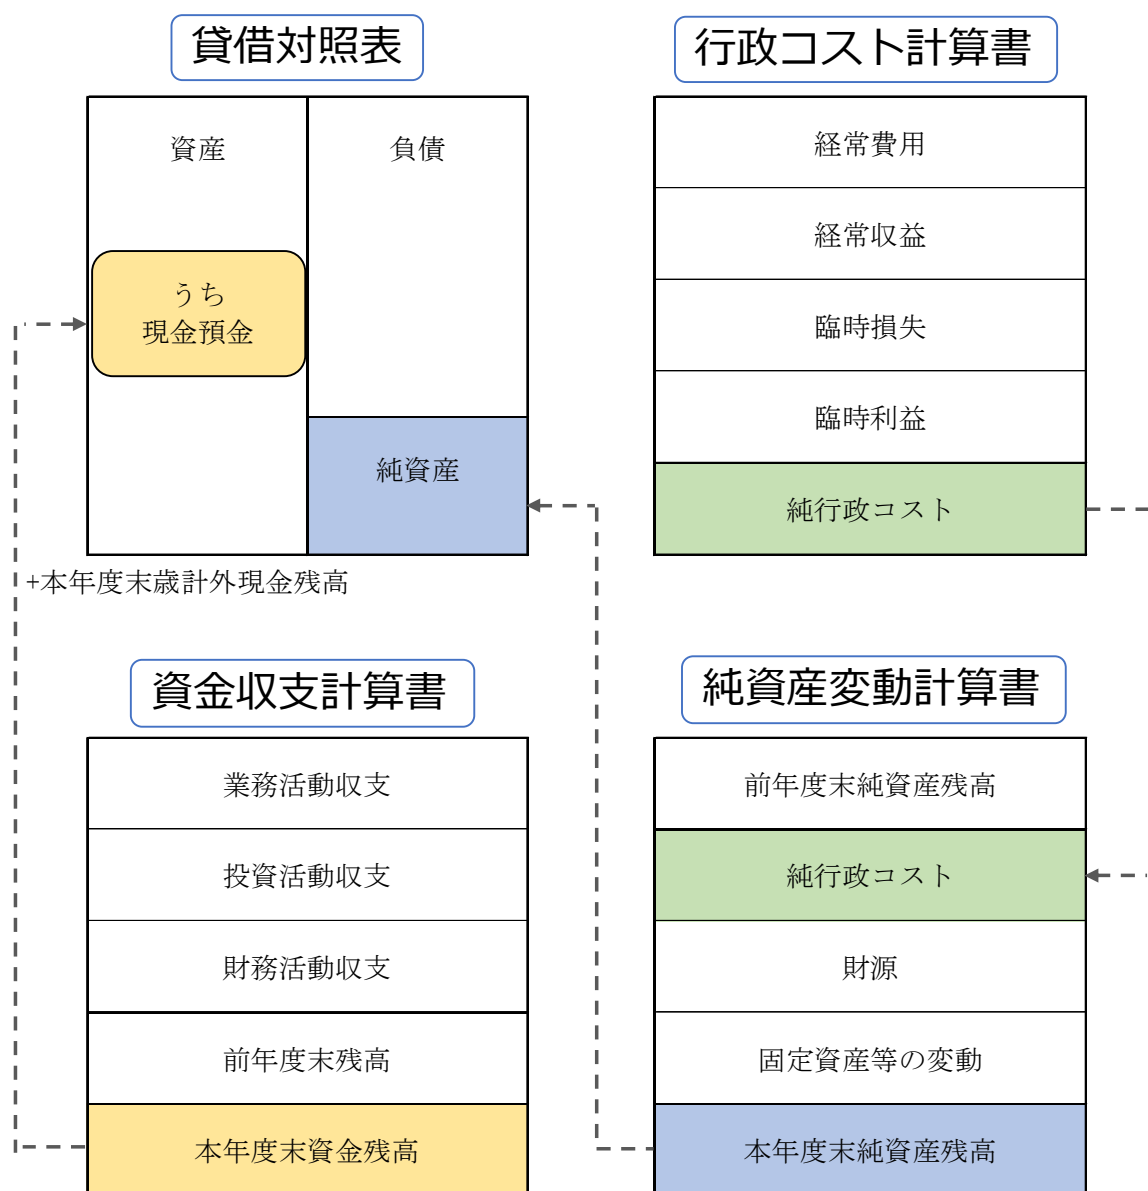 貸借対照表
行政コスト計算書
資産
負債
うち
現金預金
純資産
経常費用
経常収益
臨時損失
臨時利益
純行政コスト
+本年度末歳計外現金残高
資金収支計算書
純資産変動計算書
業務活動収支
投資活動収支
財務活動収支
前年度末残高
本年度末資金残高
前年度末純資産残高
純行政コスト
財源
固定資産等の変動
本年度末純資産残高